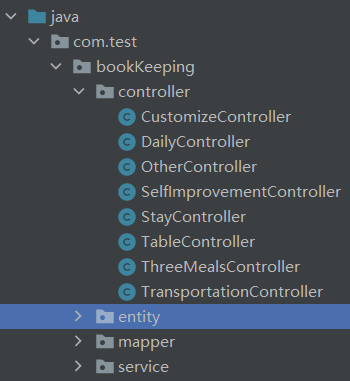 java
com.test
bookKeeping
controller
CustomizeController
DailyController
OtherController
SelfImprovementController
StayController
TableController
ThreeMealsController
TransportationController
entity
mapper
service